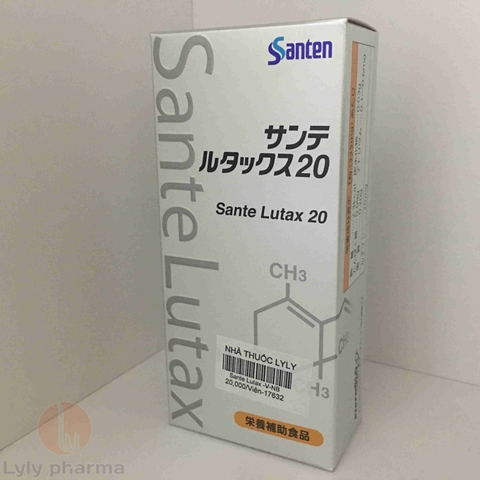 Santen
Sante Lutax
サンテ
ルタックス20
Sante Lutax 20
CH3
CH3
NHÀ THUỐC LYLY
Sante Lutax -V-NB
20,000/Viên-17632
栄養補助食品
Lyly pharma